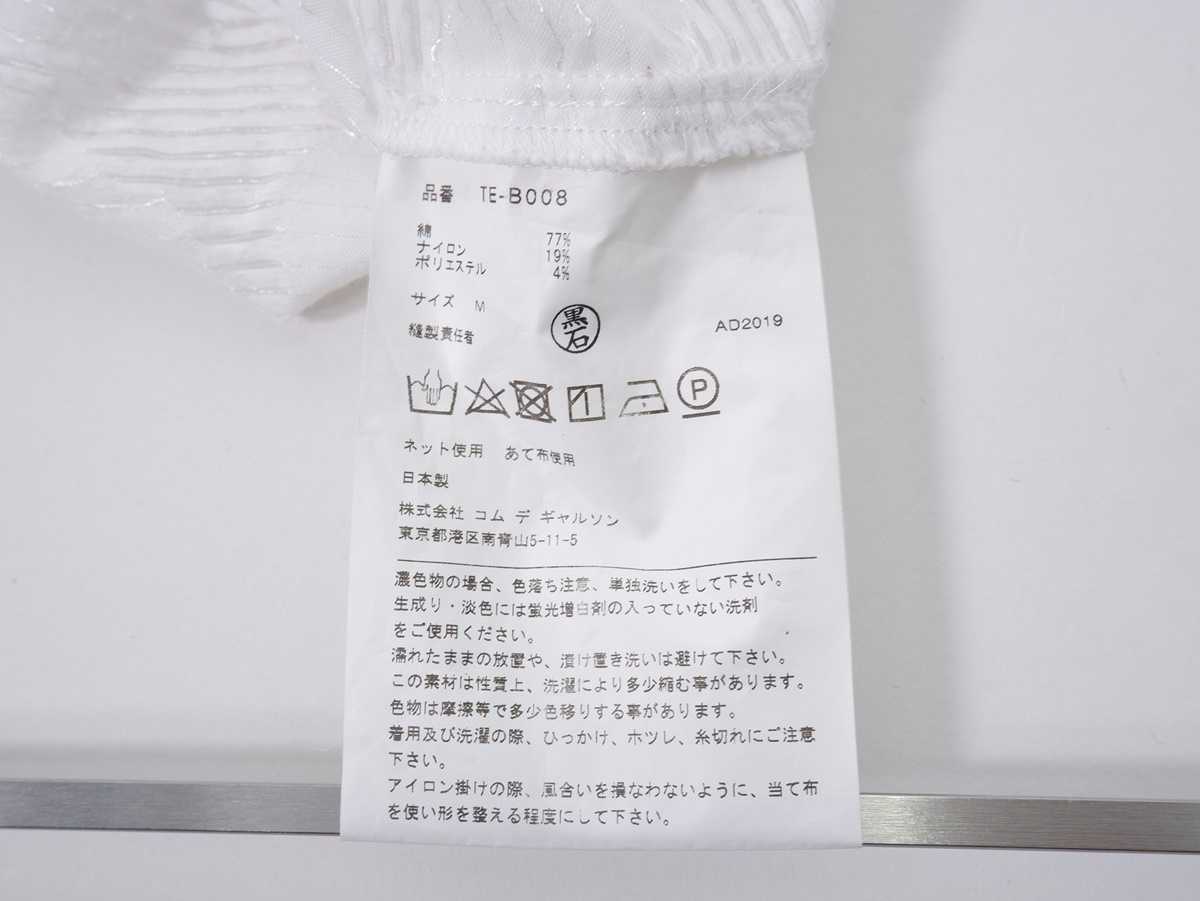 品番 TE-B008
綿 77%
ナイロン 19%
ポリエステル 4%
サイズ M
縫製責任者 黒石 AD2019
P
ネット使用 あて布使用
日本製
株式会社 コム デ ギャルソン
東京都港区南青山5-11-5
濃色物の場合、色落ち注意、単独洗いをして下さい。
生成り・淡色には蛍光増白剤の入っていない洗剤
をご使用ください。
濡れたままの放置や、漬け置き洗いは避けて下さい。
この素材は性質上、洗濯により多少縮む事があります。
色物は摩擦等で多少色移りする事があります。
着用及び洗濯の際、ひっかけ、ホツレ、糸切れにご注意
下さい。
アイロン掛けの際、風合いを損なわないように、当て布
を使い形を整える程度にして下さい。